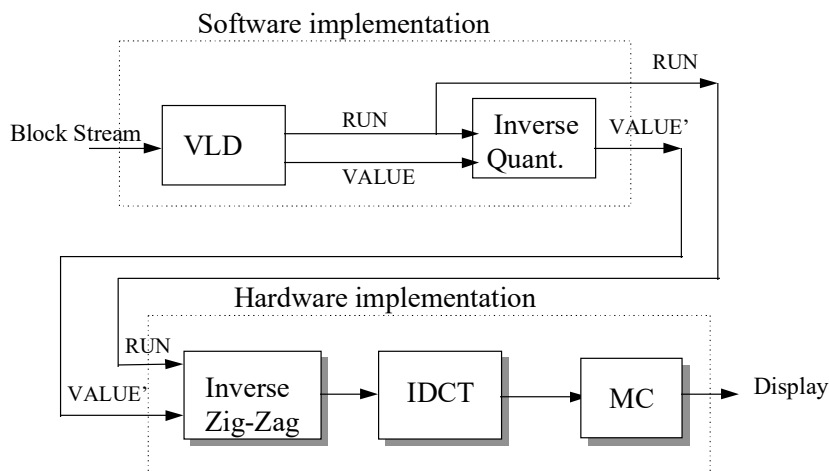 Software implementation
RUN
Block Stream
VLD
RUN
VALUE
Inverse
Quant.
VALUE’
Hardware implementation
RUN
VALUE’
Inverse
Zig-Zag
IDCT
MC
Display